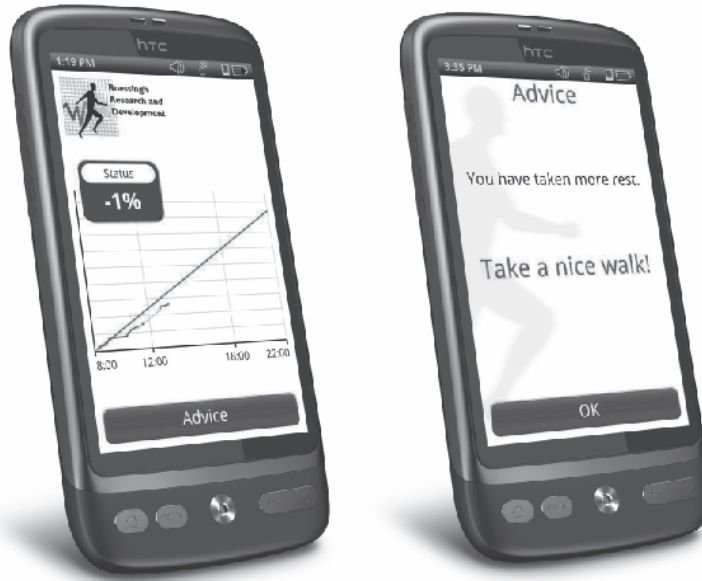 htc
1:19 PM
Roessingh
Research and
Development
Status
-1%
8:00 12:00 18:00 22:00
Advice
htc
3:35 PM
Advice
You have taken more rest.
Take a nice walk!
OK